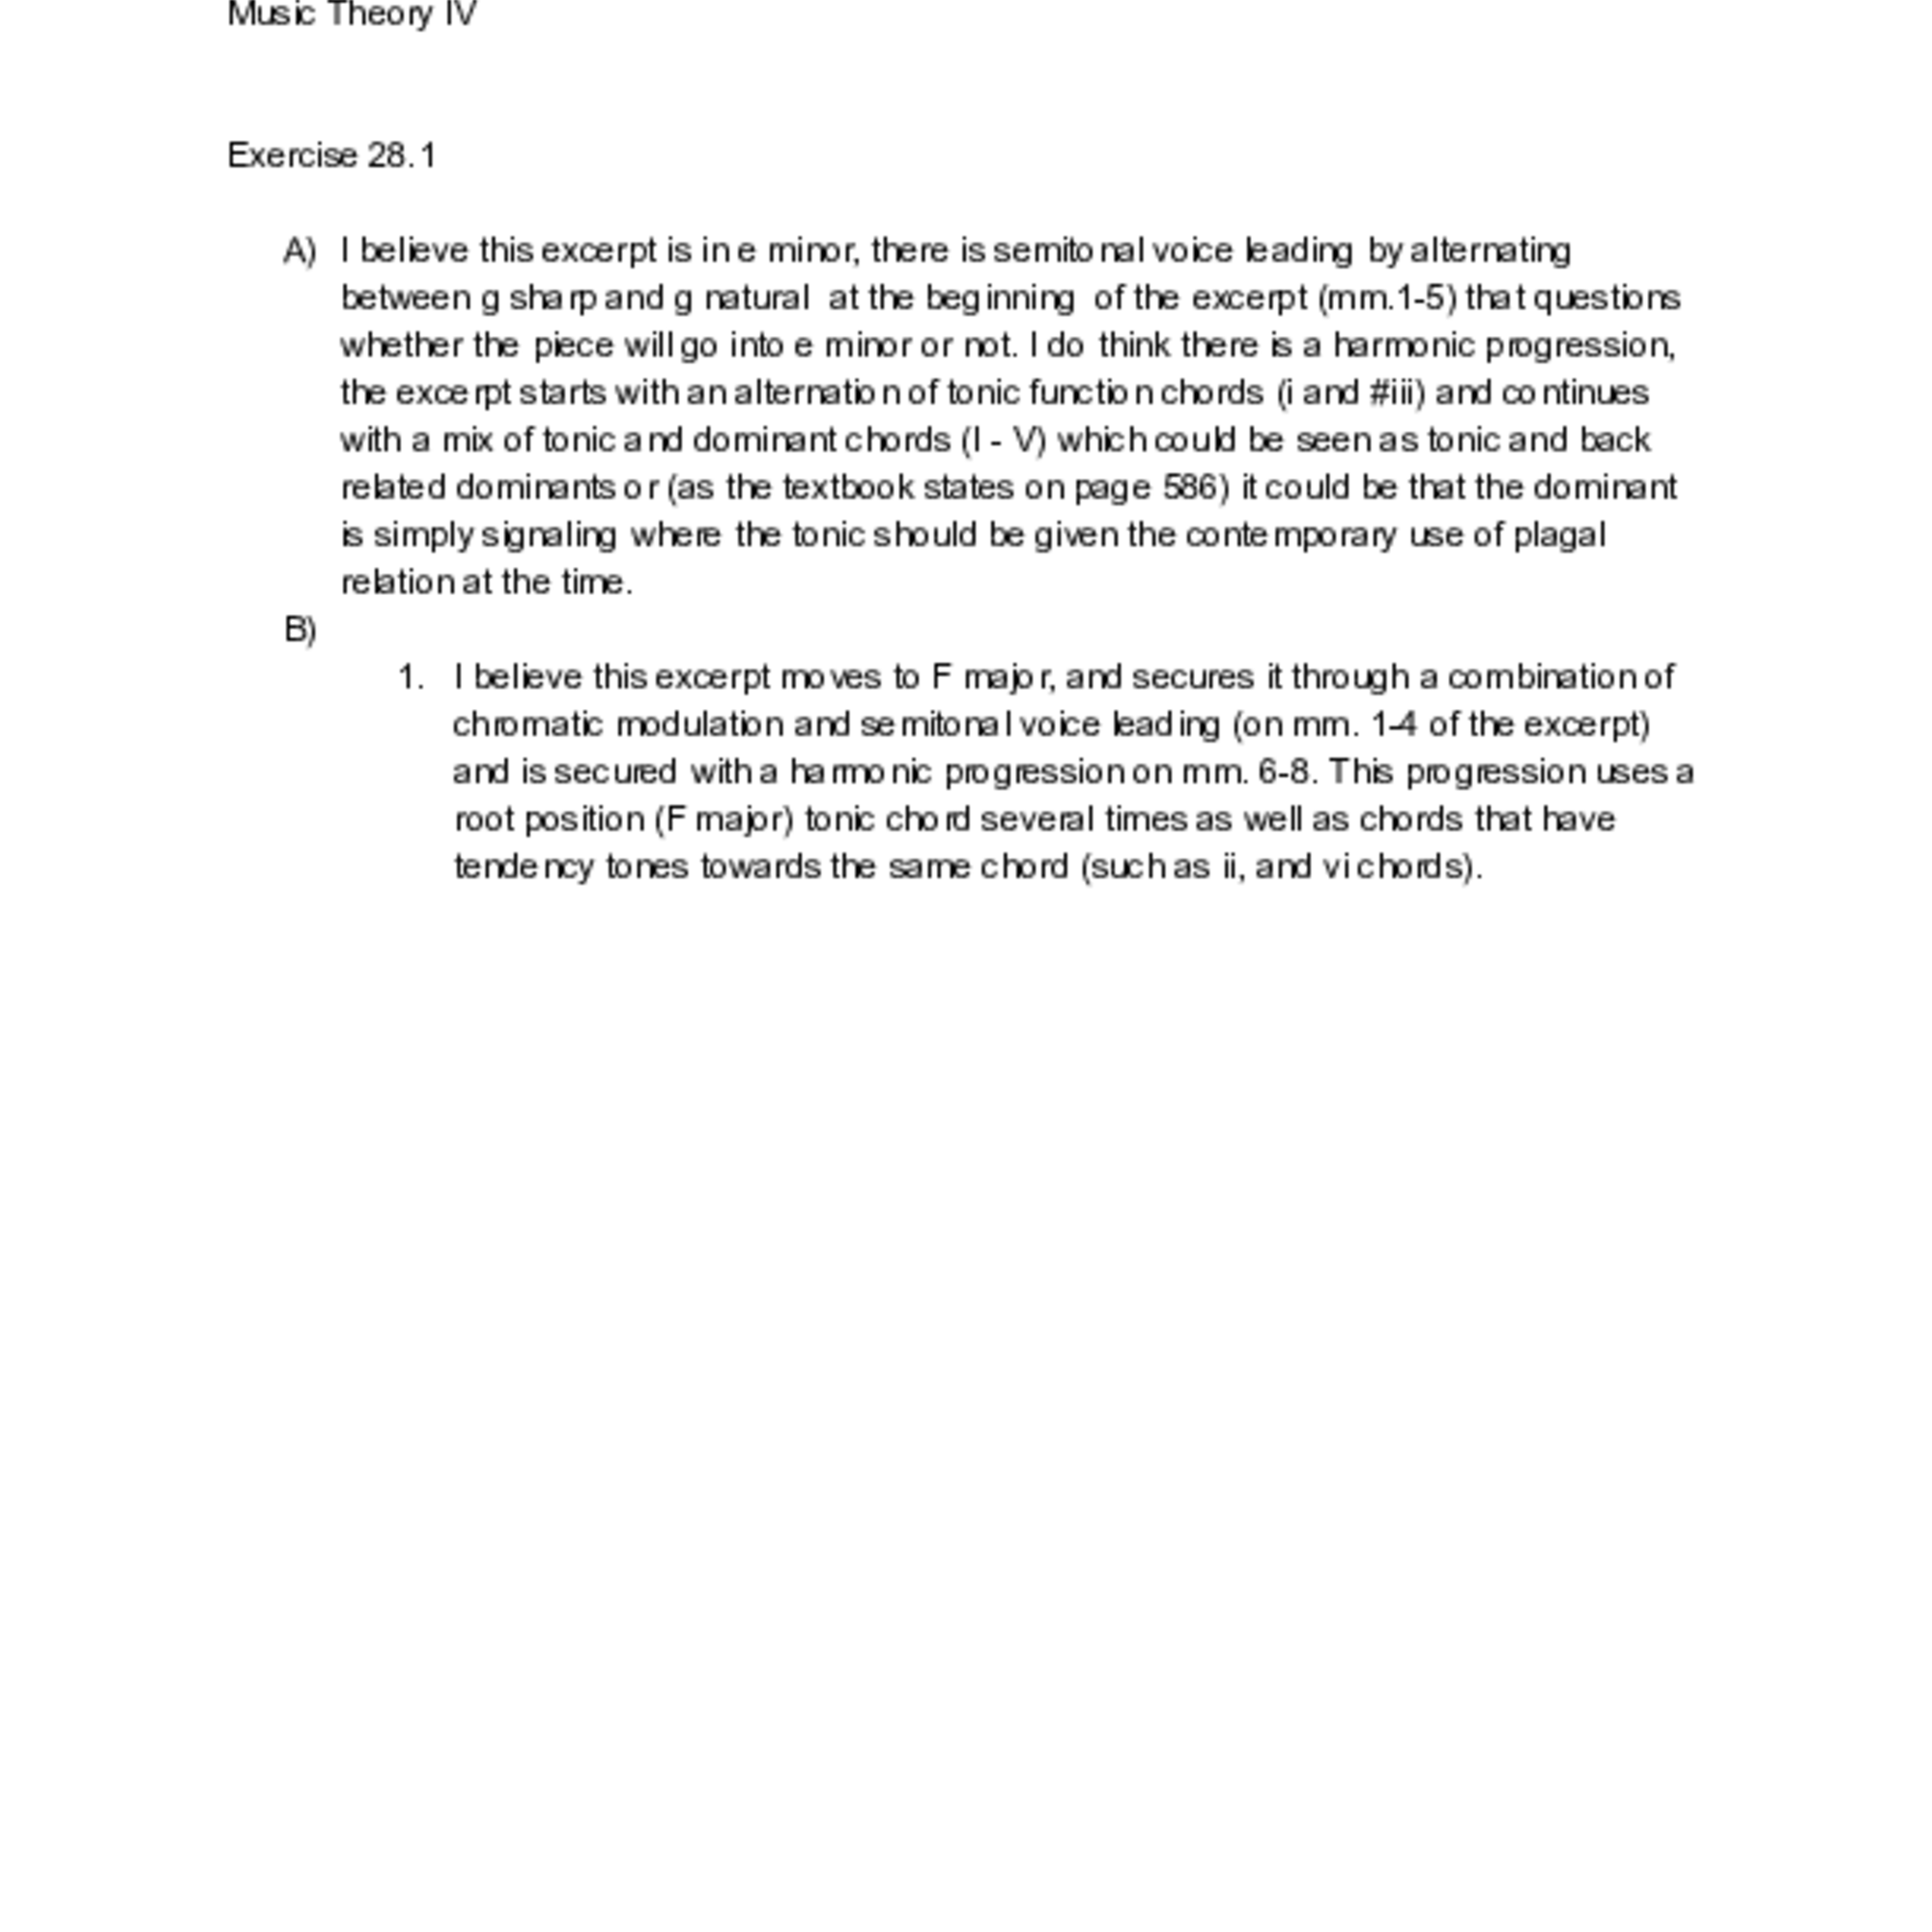 Music Theory IV
Exercise 28.1
A) I believe this excerpt is in e minor, there is semitonal voice leading by alternating
between g sharp and g natural at the beginning of the excerpt (mm.1-5) that questions
whether the piece will go into e minor or not. I do think there is a harmonic progression,
the excerpt starts with an alternation of tonic function chords (i and #iii) and continues
with a mix of tonic and dominant chords (I - V) which could be seen as tonic and back
related dominants or (as the textbook states on page 586) it could be that the dominant
is simply signaling where the tonic should be given the contemporary use of plagal
relation at the time.
B)
1. I believe this excerpt moves to F major, and secures it through a combination of
chromatic modulation and semitonal voice leading (on mm. 1-4 of the excerpt)
and is secured with a harmonic progression on mm. 6-8. This progression uses a
root position (F major) tonic chord several times as well as chords that have
tendency tones towards the same chord (such as ii, and vi chords).